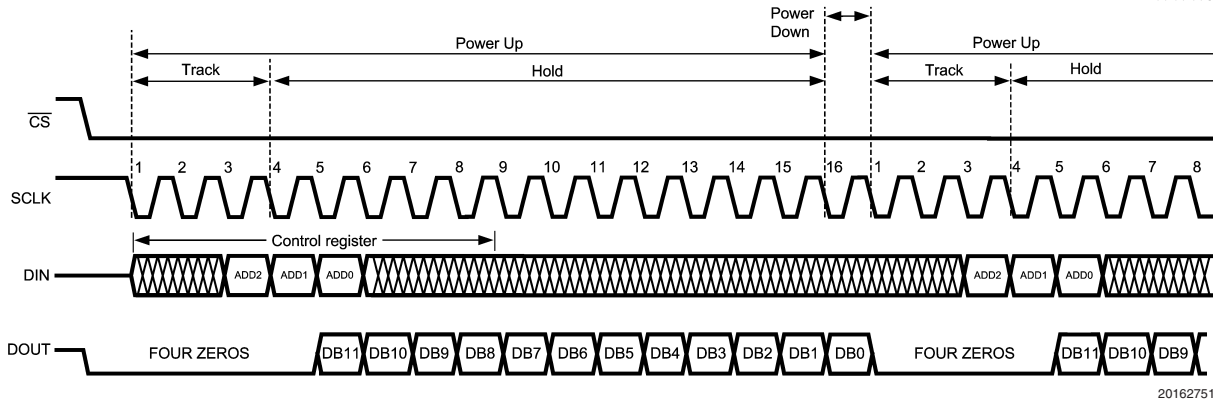 Power Down
Power Up
Power Up
Track
Hold
Track
Hold
CS
SCLK
1 2 3 4 5 6 7 8 9 10 11 12 13 14 15 16 1 2 3 4 5 6 7 8
Control register
DIN
ADD2 ADD1 ADD0 ADD2 ADD1 ADD0
DOUT
FOUR ZEROS DB11 DB10 DB9 DB8 DB7 DB6 DB5 DB4 DB3 DB2 DB1 DB0 FOUR ZEROS DB11 DB10 DB9
20162751